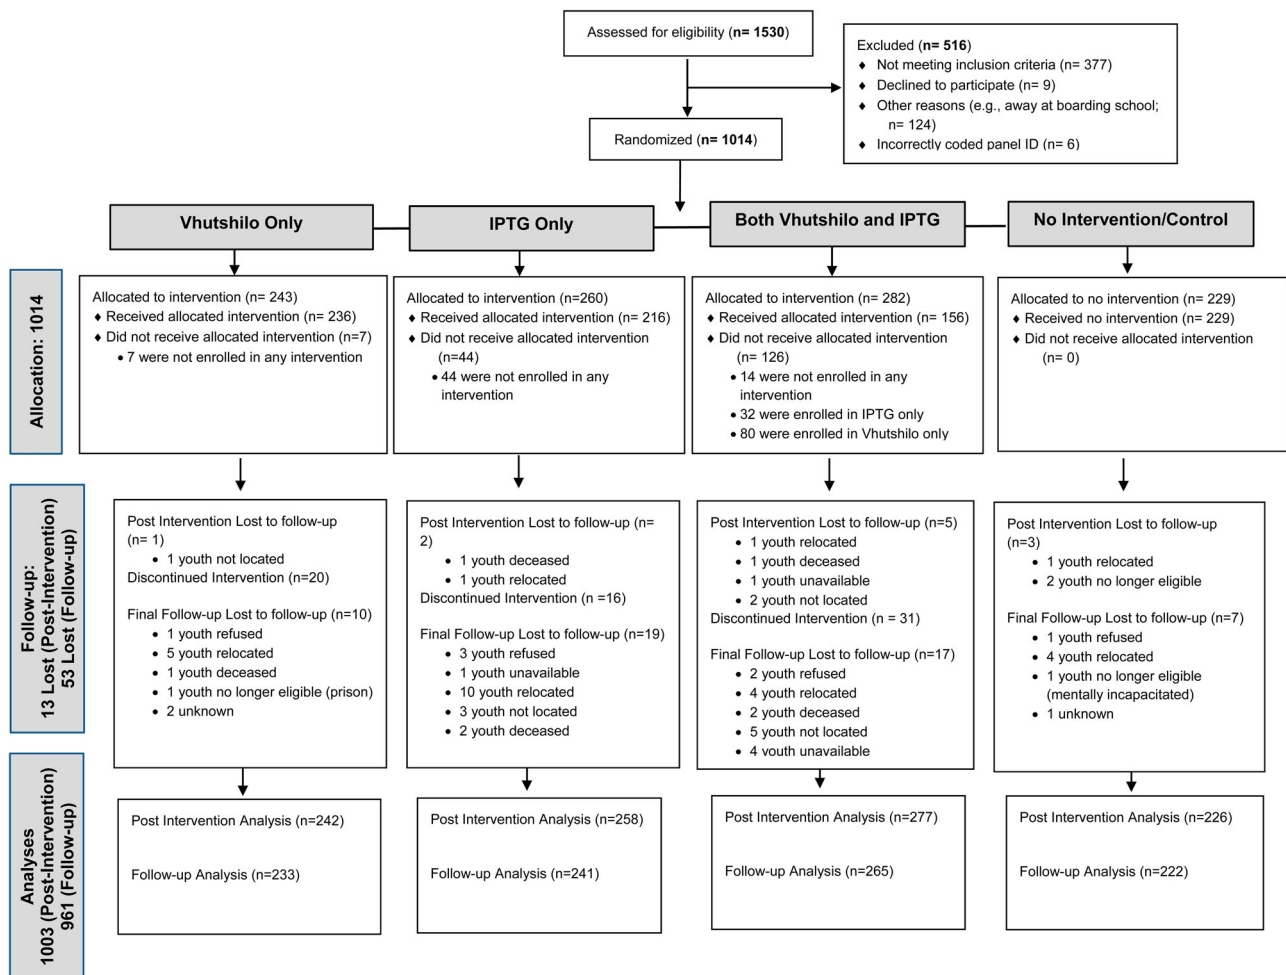 Assessed for eligibility (n= 1530)
Excluded (n= 516)
♦ Not meeting inclusion criteria (n= 377)
♦ Declined to participate (n= 9)
♦ Other reasons (e.g., away at boarding school;
n= 124)
♦ Incorrectly coded panel ID (n= 6)
Randomized (n= 1014)
Vhutshilo Only
IPTG Only
Both Vhutshilo and IPTG
No Intervention/Control
Allocation: 1014
Allocated to intervention (n= 243)
♦ Received allocated intervention (n= 236)
♦ Did not receive allocated intervention (n=7)
• 7 were not enrolled in any intervention
Allocated to intervention (n=260)
♦ Received allocated intervention (n= 216)
♦ Did not receive allocated intervention
(n=44)
• 44 were not enrolled in any
intervention
Allocated to intervention (n= 282)
♦ Received allocated intervention (n= 156)
♦ Did not receive allocated intervention
(n= 126)
• 14 were not enrolled in any
intervention
• 32 were enrolled in IPTG only
• 80 were enrolled in Vhutshilo only
Allocated to no intervention (n= 229)
♦ Received no intervention (n= 229)
♦ Did not receive allocated intervention
(n= 0)
Follow-up:
13 Lost (Post-Intervention)
53 Lost (Follow-up)
Post Intervention Lost to follow-up
(n= 1)
• 1 youth not located
Discontinued Intervention (n=20)
Final Follow-up Lost to follow-up (n=10)
• 1 youth refused
• 5 youth relocated
• 1 youth deceased
• 1 youth no longer eligible (prison)
• 2 unknown
Post Intervention Lost to follow-up (n=
2)
• 1 youth deceased
• 1 youth relocated
Discontinued Intervention (n =16)
Final Follow-up Lost to follow-up (n=19)
• 3 youth refused
• 1 youth unavailable
• 10 youth relocated
• 3 youth not located
• 2 youth deceased
Post Intervention Lost to follow-up (n=5)
• 1 youth relocated
• 1 youth deceased
• 1 youth unavailable
• 2 youth not located
Discontinued Intervention (n = 31)
Final Follow-up Lost to follow-up (n=17)
• 2 youth refused
• 4 youth relocated
• 2 youth deceased
• 5 youth not located
• 4 youth unavailable
Post Intervention Lost to follow-up
(n=3)
• 1 youth relocated
• 2 youth no longer eligible
Final Follow-up Lost to follow-up (n=7)
• 1 youth refused
• 4 youth relocated
• 1 youth no longer eligible
(mentally incapacitated)
• 1 unknown
Analyses
1003 (Post-Intervention)
961 (Follow-up)
Post Intervention Analysis (n=242)
Follow-up Analysis (n=233)
Post Intervention Analysis (n=258)
Follow-up Analysis (n=241)
Post Intervention Analysis (n=277)
Follow-up Analysis (n=265)
Post Intervention Analysis (n=226)
Follow-up Analysis (n=222)